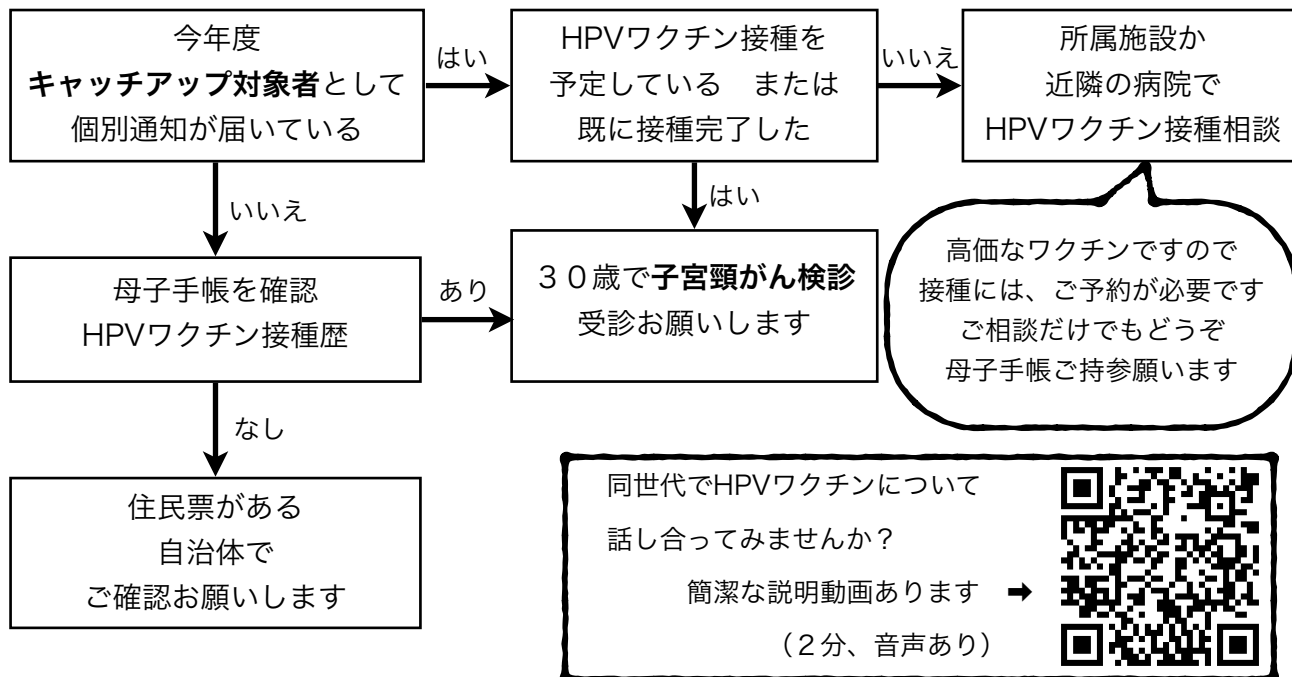 今年度
キャッチアップ対象者として
個別通知が届いている
はい
HPVワクチン接種を
予定している　または
既に接種完了した
いいえ
所属施設か
近隣の病院で
HPVワクチン接種相談
いいえ
はい
母子手帳を確認
HPVワクチン接種歴
あり
３０歳で子宮頸がん検診
受診お願いします
高価なワクチンですので
接種には、ご予約が必要です
ご相談だけでもどうぞ
母子手帳ご持参願います
なし
住民票がある
自治体で
ご確認お願いします
同世代でHPVワクチンについて
話し合ってみませんか？
簡潔な説明動画あります　➡
（２分、音声あり）